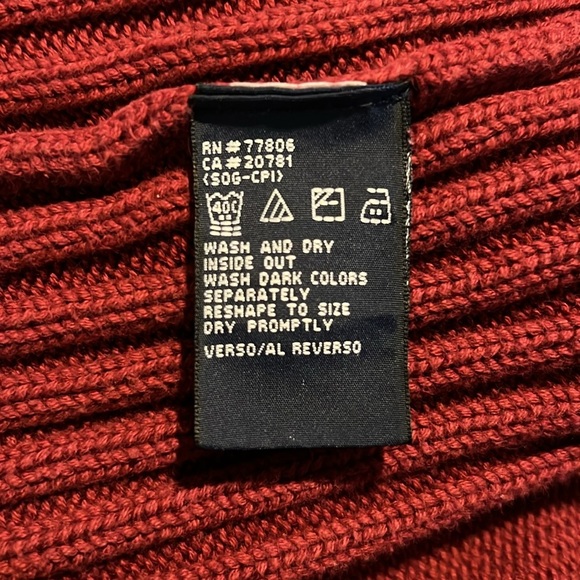 RN#77806
CA#20781
(SOG-CPI)
40C
WASH AND DRY
INSIDE OUT
WASH DARK COLORS
SEPARATELY
RESHAPE TO SIZE
DRY PROMPTLY
VERSO/AL REVERSO